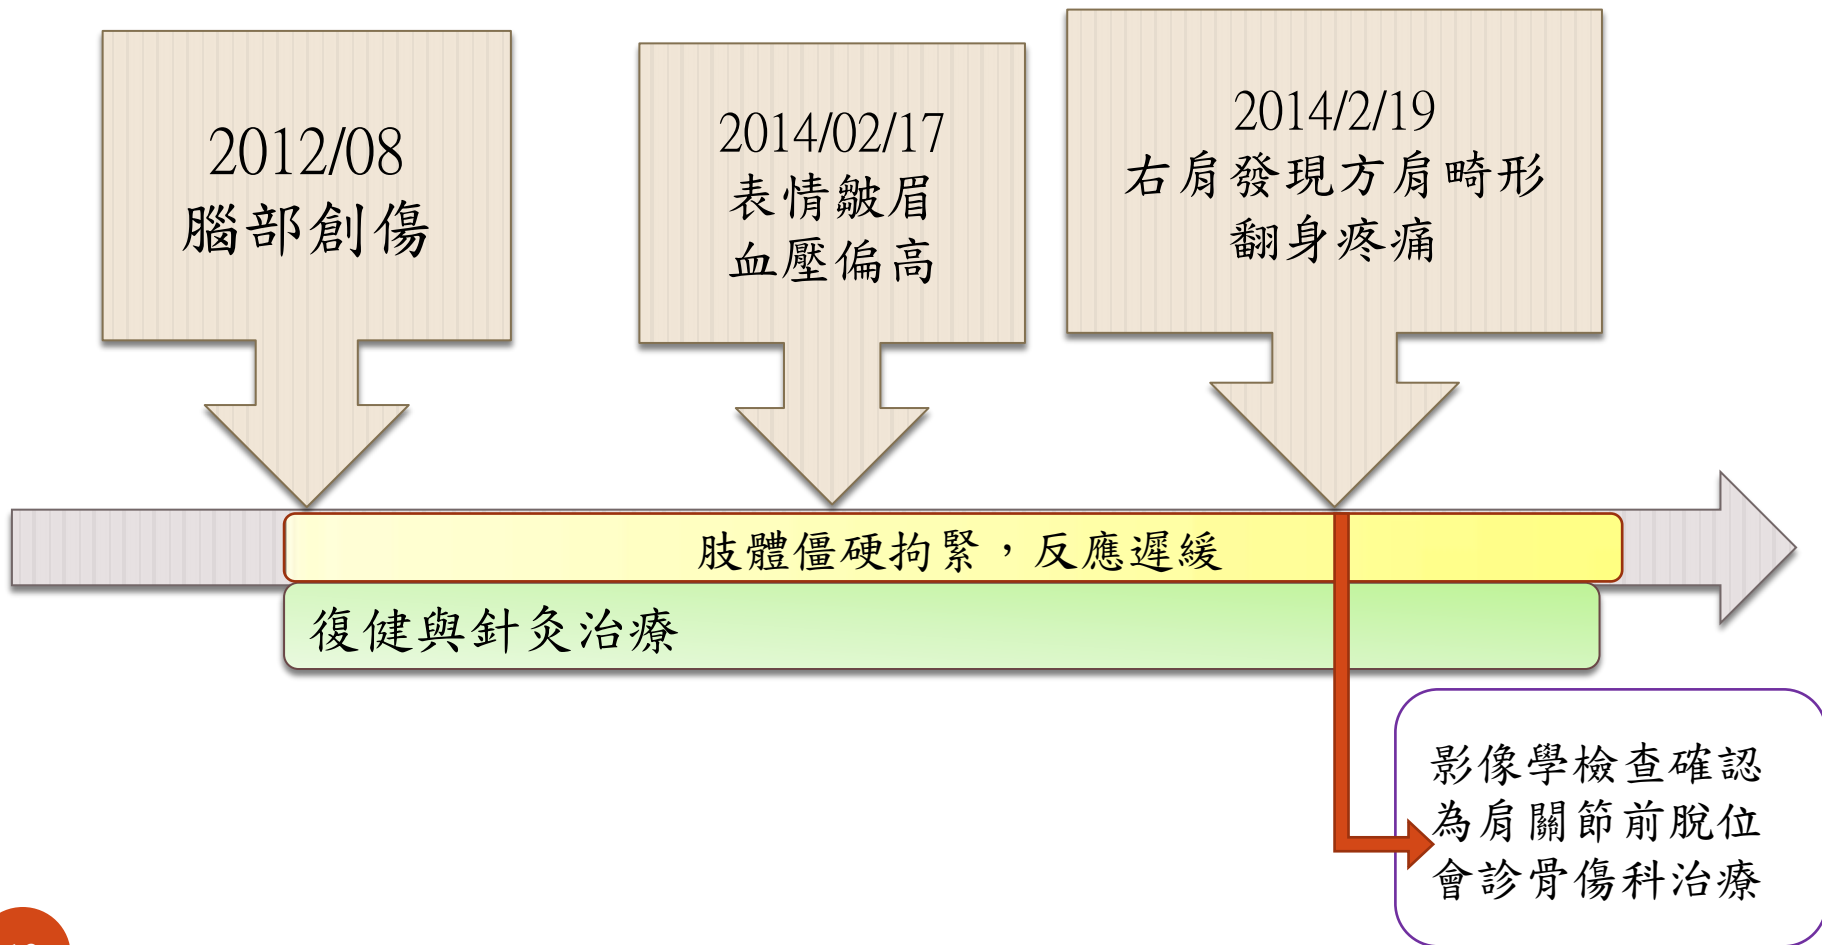 2012/08
腦部創傷
2014/02/17
表情皺眉
血壓偏高
2014/2/19
右肩發現方肩畸形
翻身疼痛
肢體僵硬拘緊，反應遲緩
復健與針灸治療
影像學檢查確認
為肩關節前脫位
會診骨傷科治療